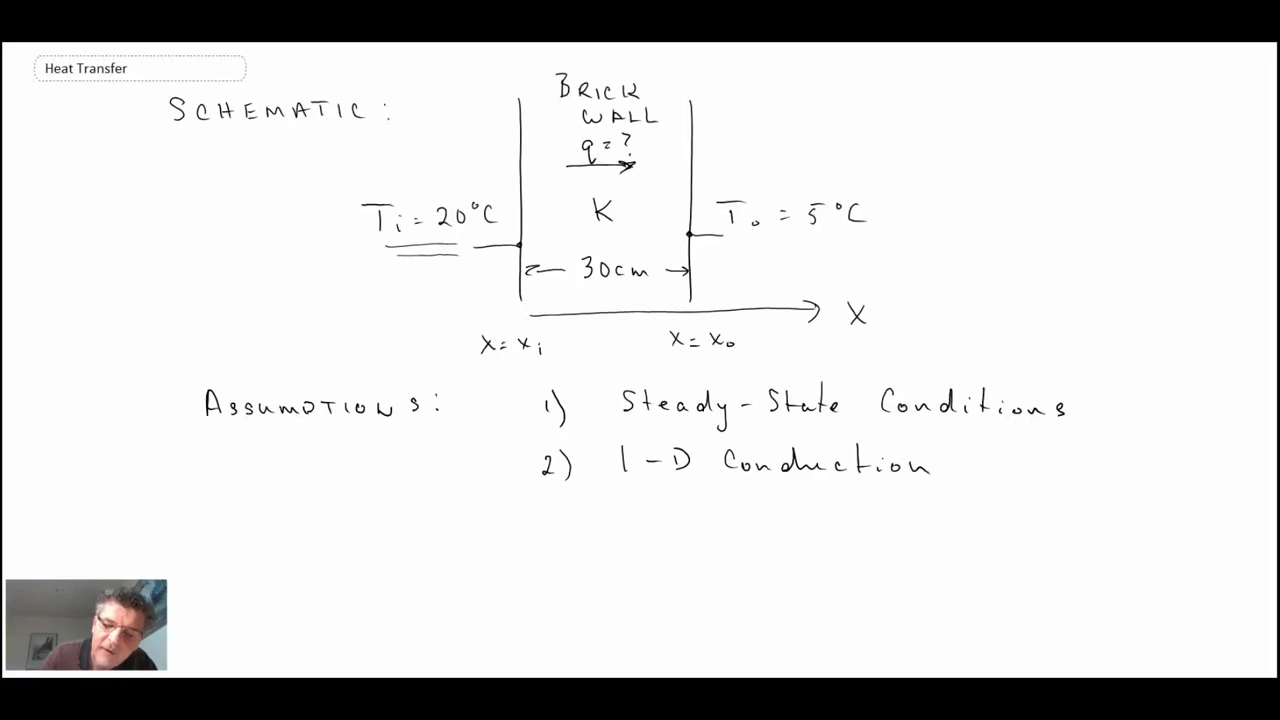 Heat Transfer
SCHEMATIC:
BRICK
WALL
q = ?
Ti = 20°C
K
To = 5°C
30cm
X
x = xi
x = xo
ASSUMOTIONS:
1) Steady-State Conditions
2) 1-D Conduction